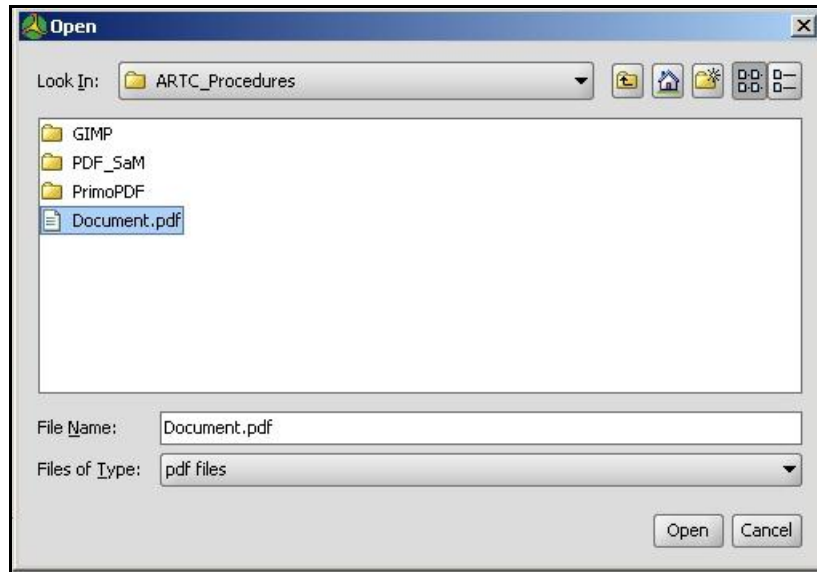 Open
Look In: ARTC_Procedures
GIMP
PDF_SaM
PrimoPDF
Document.pdf
File Name: Document.pdf
Files of Type: pdf files
Open Cancel